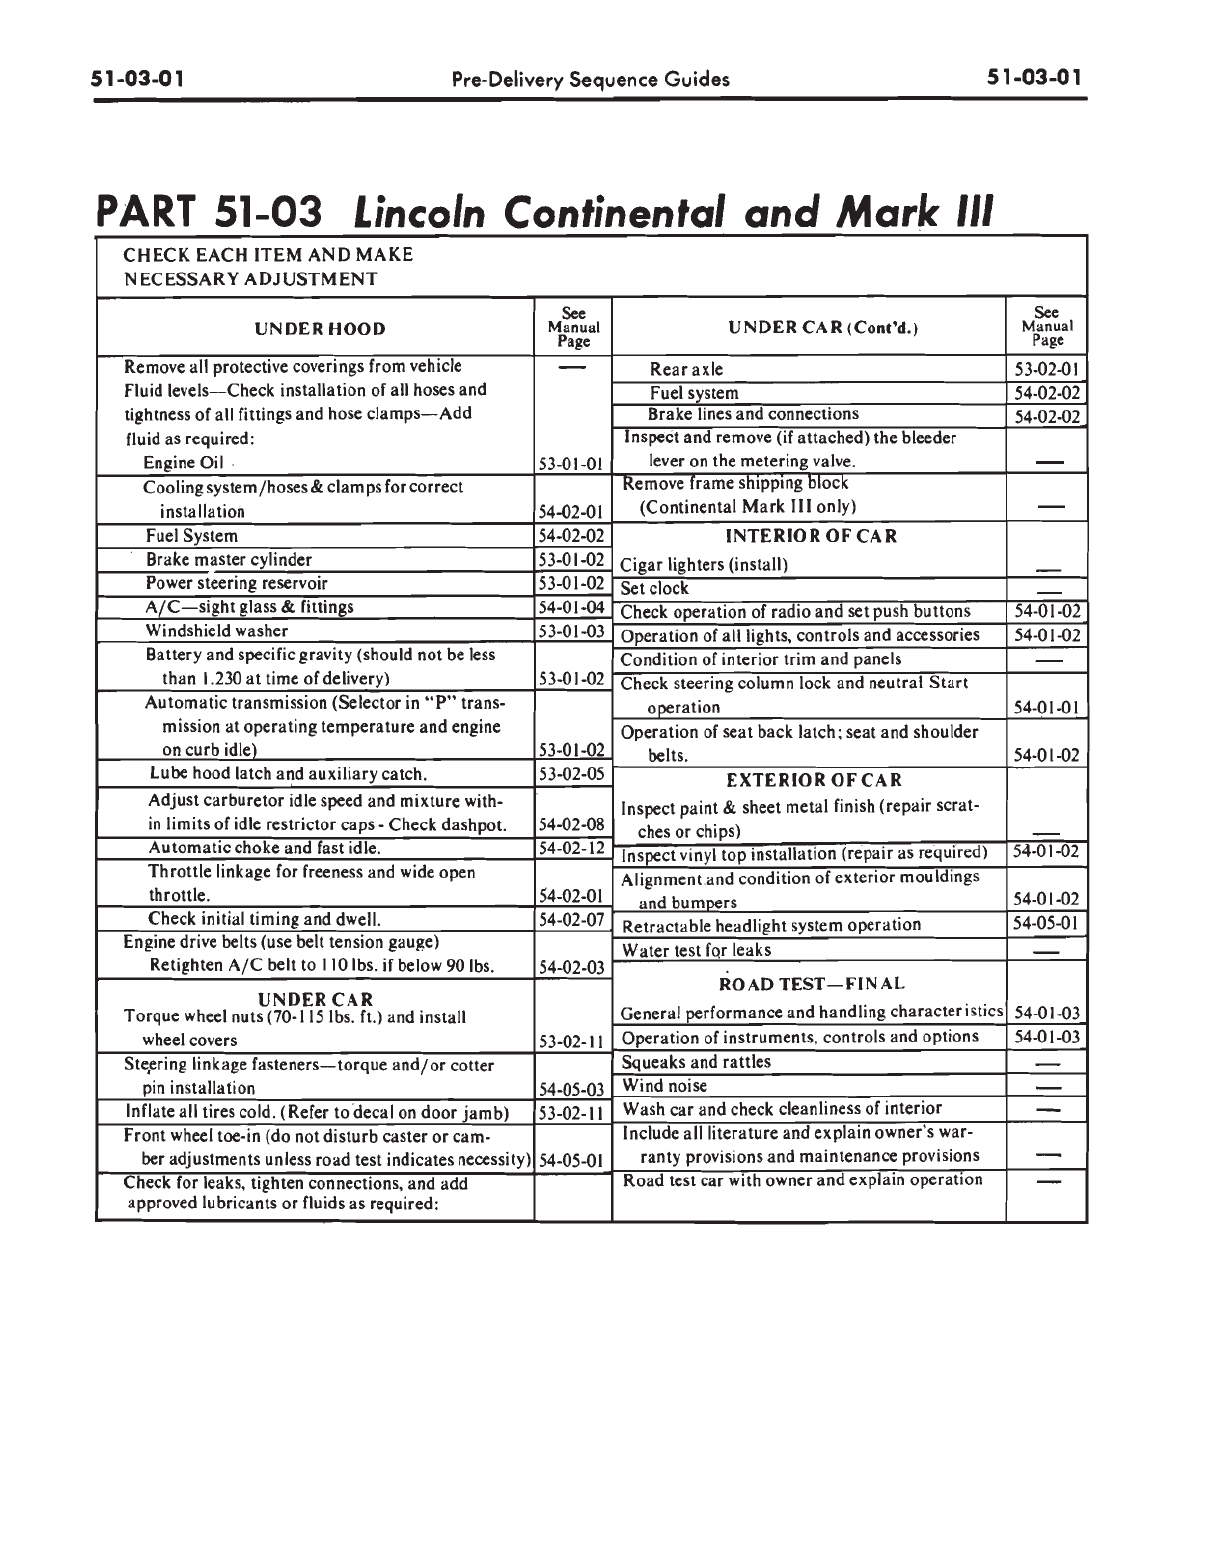 51-03-01 Pre-Delivery Sequence Guides 51-03-01
PART 51-03 Lincoln Continental and Mark III
CHECK EACH ITEM AND MAKE
NECESSARY ADJUSTMENT
UNDER HOOD
See
Manual
Page
Remove all protective coverings from vehicle —
Fluid levels—Check installation of all hoses and
tightness of all fittings and hose clamps—Add
fluid as required:
Engine Oil 53-01-01
Cooling system/hoses & clamps for correct
installation 54-02-01
Fuel System 54-02-02
Brake master cylinder 53-01-02
Power steering reservoir 53-01-02
A/C—sight glass & fittings 54-01-04
Windshield washer 53-01-03
Battery and specific gravity (should not be less
than 1.230 at time of delivery) 53-01-02
Automatic transmission (Selector in "P" trans-
mission at operating temperature and engine
on curb idle) 53-01-02
Lube hood latch and auxiliary catch. 53-02-05
Adjust carburetor idle speed and mixture with-
in limits of idle restrictor caps - Check dashpot. 54-02-08
Automatic choke and fast idle. 54-02-12
Throttle linkage for freeness and wide open
throttle. 54-02-01
Check initial timing and dwell. 54-02-07
Engine drive belts (use belt tension gauge)
Retighten A/C belt to 110 lbs. if below 90 lbs. 54-02-03
UNDER CAR
Torque wheel nuts (70-115 lbs. ft.) and install
wheel covers 53-02-11
Steering linkage fasteners—torque and/or cotter
pin installation 54-05-03
Inflate all tires cold. (Refer to decal on door jamb) 53-02-11
Front wheel toe-in (do not disturb caster or cam-
ber adjustments unless road test indicates necessity) 54-05-01
Check for leaks, tighten connections, and add
approved lubricants or fluids as required:
UNDER CAR (Cont'd.)
See
Manual
Page
Rear axle 53-02-01
Fuel system 54-02-02
Brake lines and connections 54-02-02
Inspect and remove (if attached) the bleeder
lever on the metering valve. —
Remove frame shipping block
(Continental Mark III only) —
INTERIOR OF CAR
Cigar lighters (install) —
Set clock —
Check operation of radio and set push buttons 54-01-02
Operation of all lights, controls and accessories 54-01-02
Condition of interior trim and panels —
Check steering column lock and neutral Start
operation 54-01-01
Operation of seat back latch; seat and shoulder
belts. 54-01-02
EXTERIOR OF CAR
Inspect paint & sheet metal finish (repair scrat-
ches or chips) —
Inspect vinyl top installation (repair as required) 54-01-02
Alignment and condition of exterior mouldings
and bumpers 54-01-02
Retractable headlight system operation 54-05-01
Water test for leaks —
ROAD TEST—FINAL
General performance and handling characteristics 54-01-03
Operation of instruments, controls and options 54-01-03
Squeaks and rattles —
Wind noise —
Wash car and check cleanliness of interior —
Include all literature and explain owner's war-
ranty provisions and maintenance provisions —
Road test car with owner and explain operation —